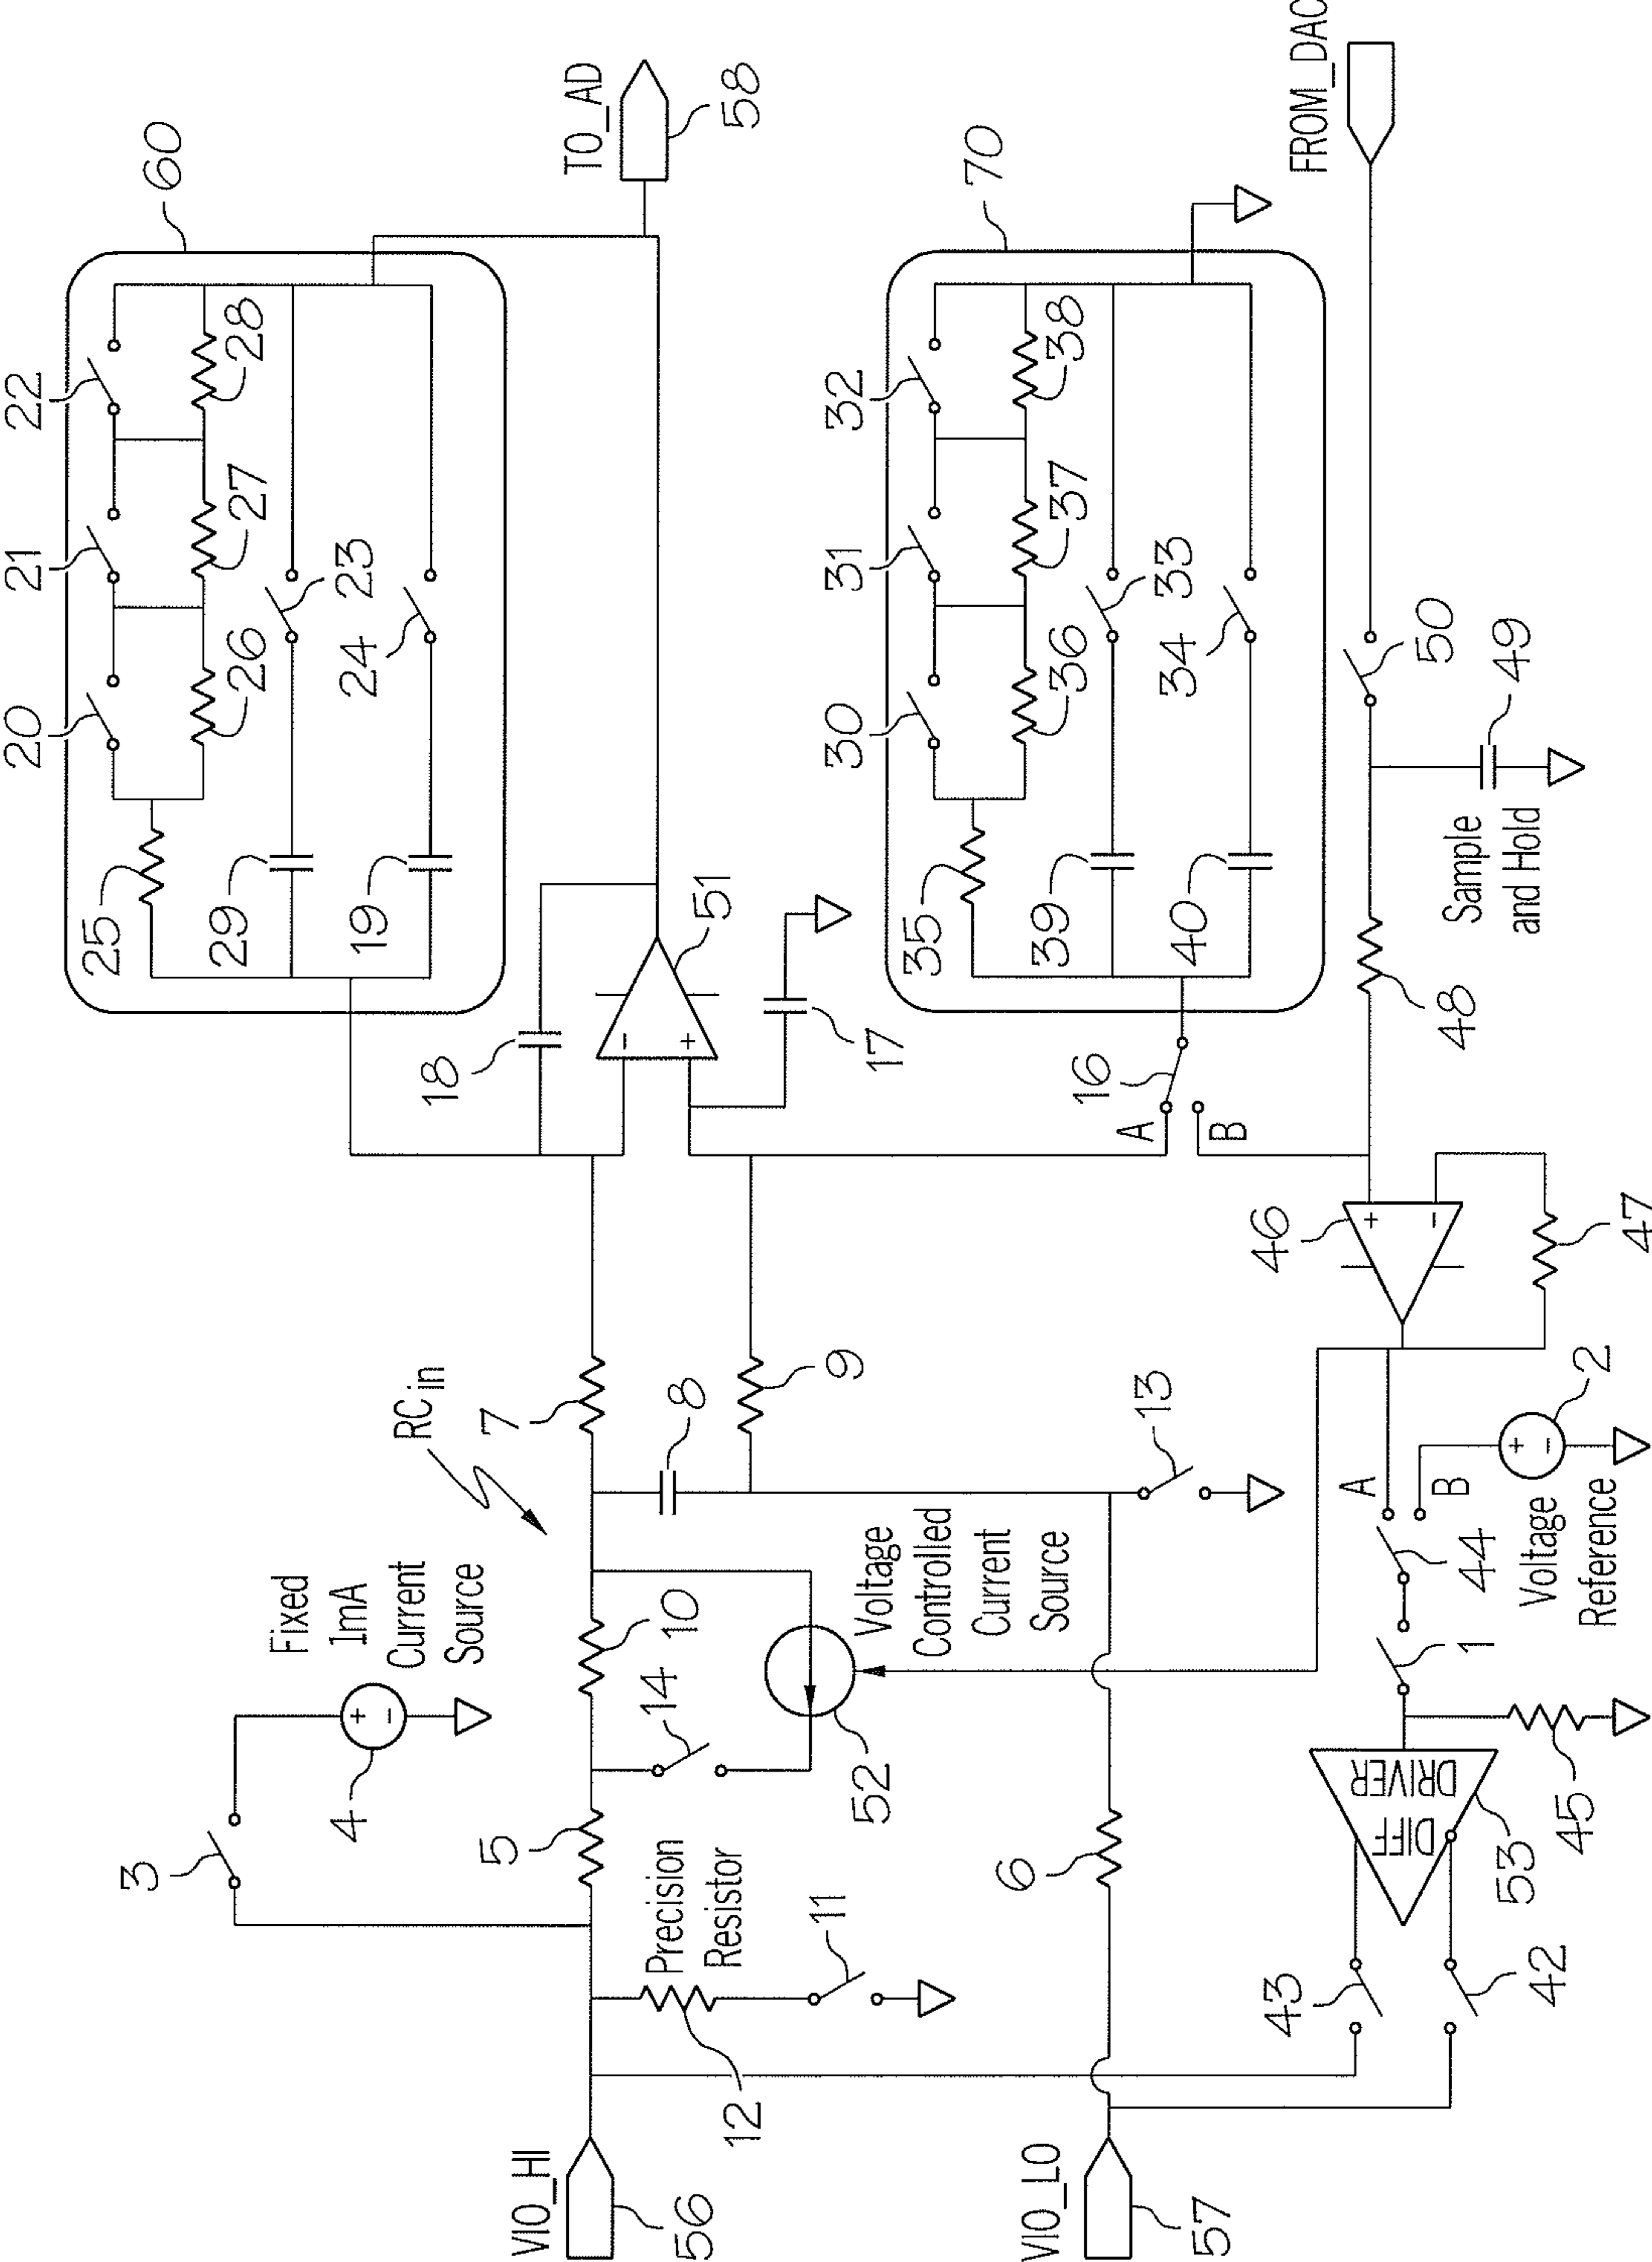 20
21
22
25
3
60
29
26
27
28
Fixed
1mA
Current
Source
4
24
23
19
RCin
18
5
7
VIO_HI
TO_AD
14
10
8
56
51
58
Precision
Resistor
12
11
9
17
30
31
32
Voltage
Controlled
Current
Source
52
35
70
6
VIO_LO
39
36
37
38
16
A
13
34
33
40
57
B
46
43
FROM_DAC
A
B
DIFF
DRIVER
50
48
Sample
and Hold
44
1
53
49
Voltage
Reference
42
45
2
47